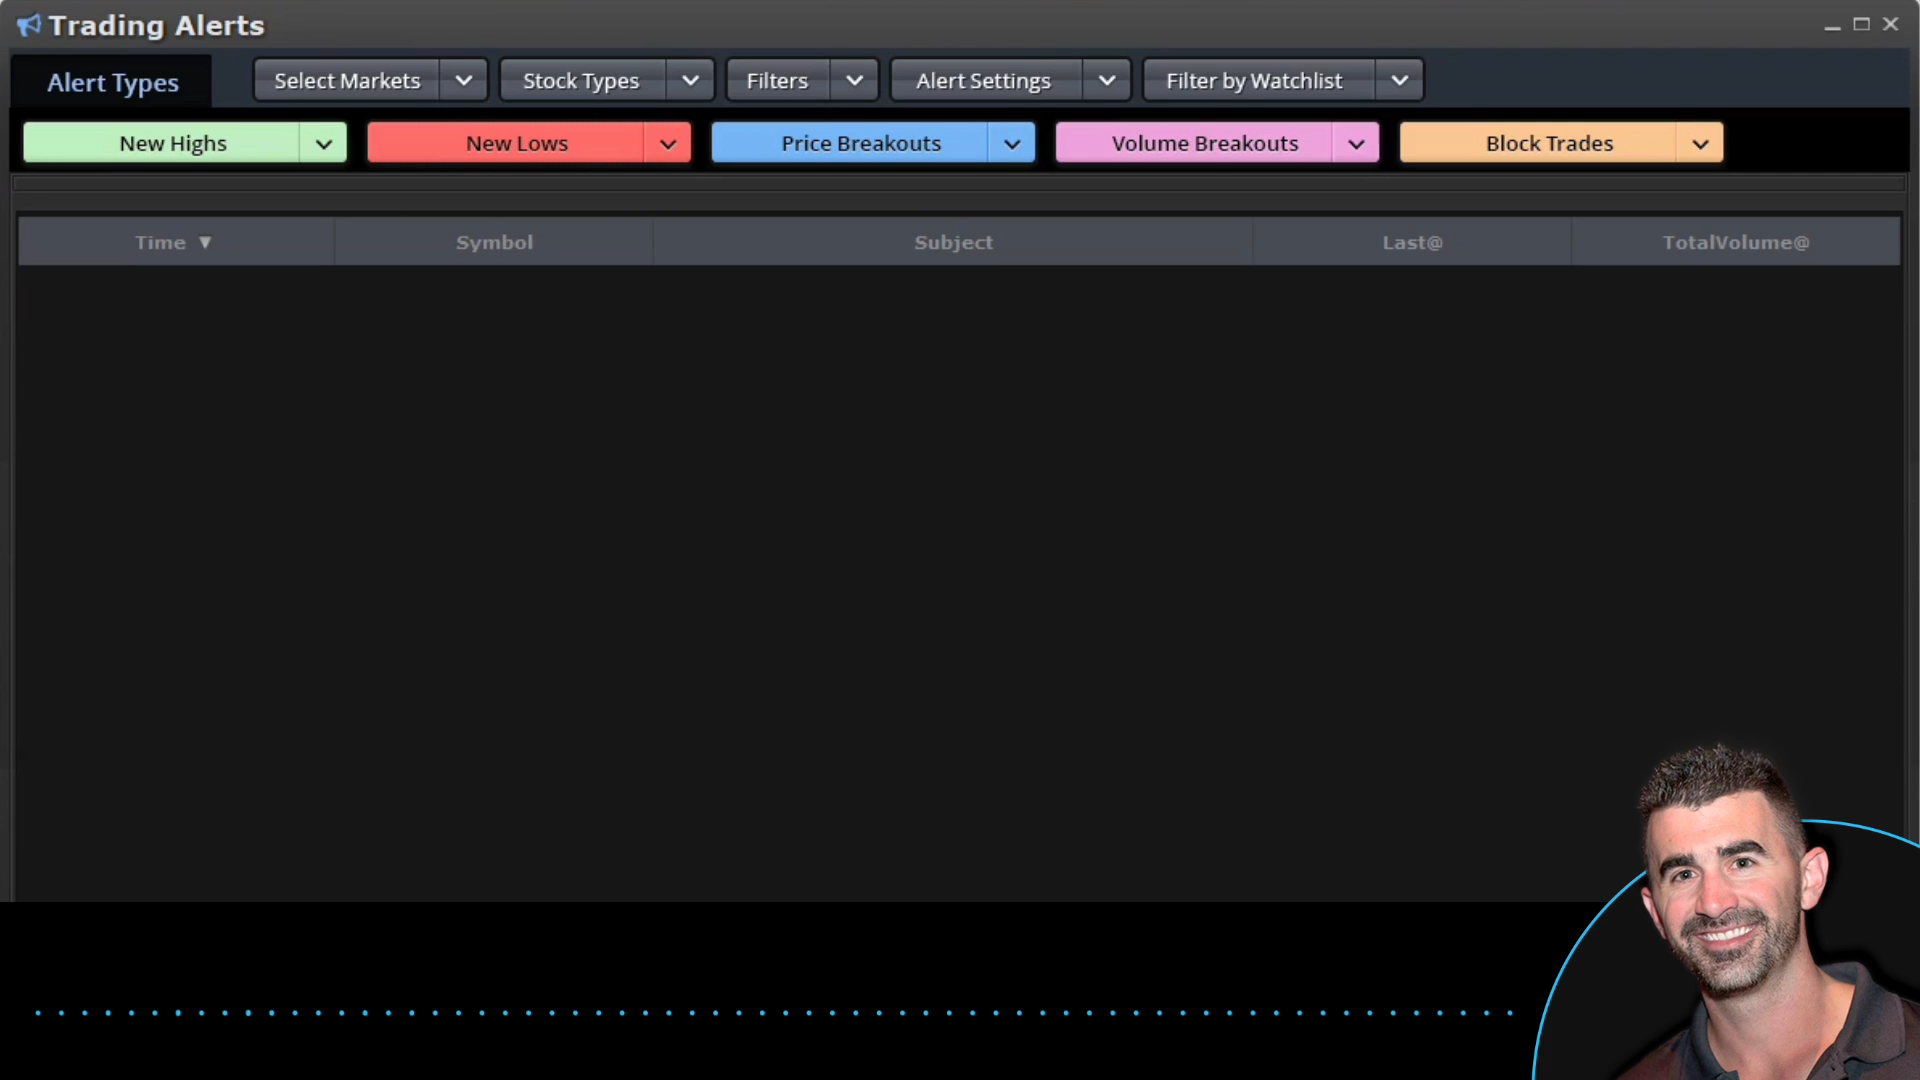 Trading Alerts
Alert Types
Select Markets
Stock Types
Filters
Alert Settings
Filter by Watchlist
New Highs
New Lows
Price Breakouts
Volume Breakouts
Block Trades
Time ▼
Symbol
Subject
Last@
TotalVolume@